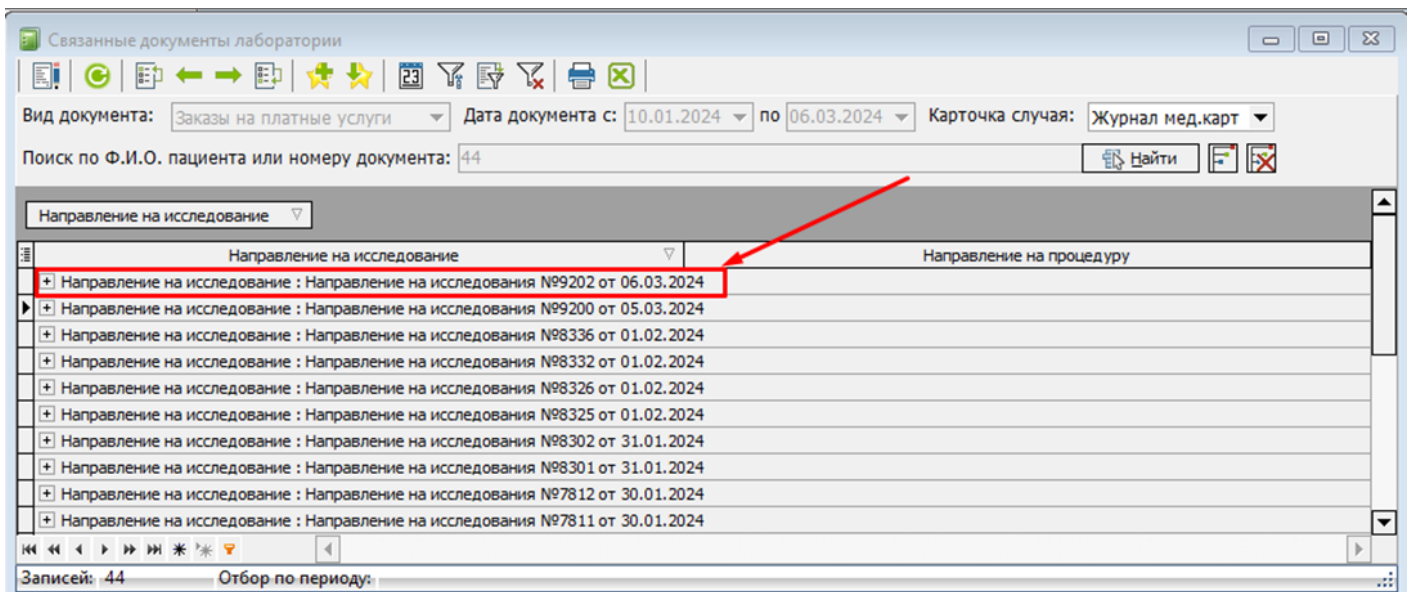 Связанные документы лаборатории
23
Вид документа: Заказы на платные услуги Дата документа с: 10.01.2024 по 06.03.2024 Карточка случая: Журнал мед.карт
Поиск по Ф.И.О. пациента или номеру документа: 44 Найти
Направление на исследование
Направление на исследование Направление на процедуру
Направление на исследование : Направление на исследования №9202 от 06.03.2024
Направление на исследование : Направление на исследования №9200 от 05.03.2024
Направление на исследование : Направление на исследования №8336 от 01.02.2024
Направление на исследование : Направление на исследования №8332 от 01.02.2024
Направление на исследование : Направление на исследования №8326 от 01.02.2024
Направление на исследование : Направление на исследования №8325 от 01.02.2024
Направление на исследование : Направление на исследования №8302 от 31.01.2024
Направление на исследование : Направление на исследования №8301 от 31.01.2024
Направление на исследование : Направление на исследования №7812 от 30.01.2024
Направление на исследование : Направление на исследования №7811 от 30.01.2024
Записей: 44 Отбор по периоду: